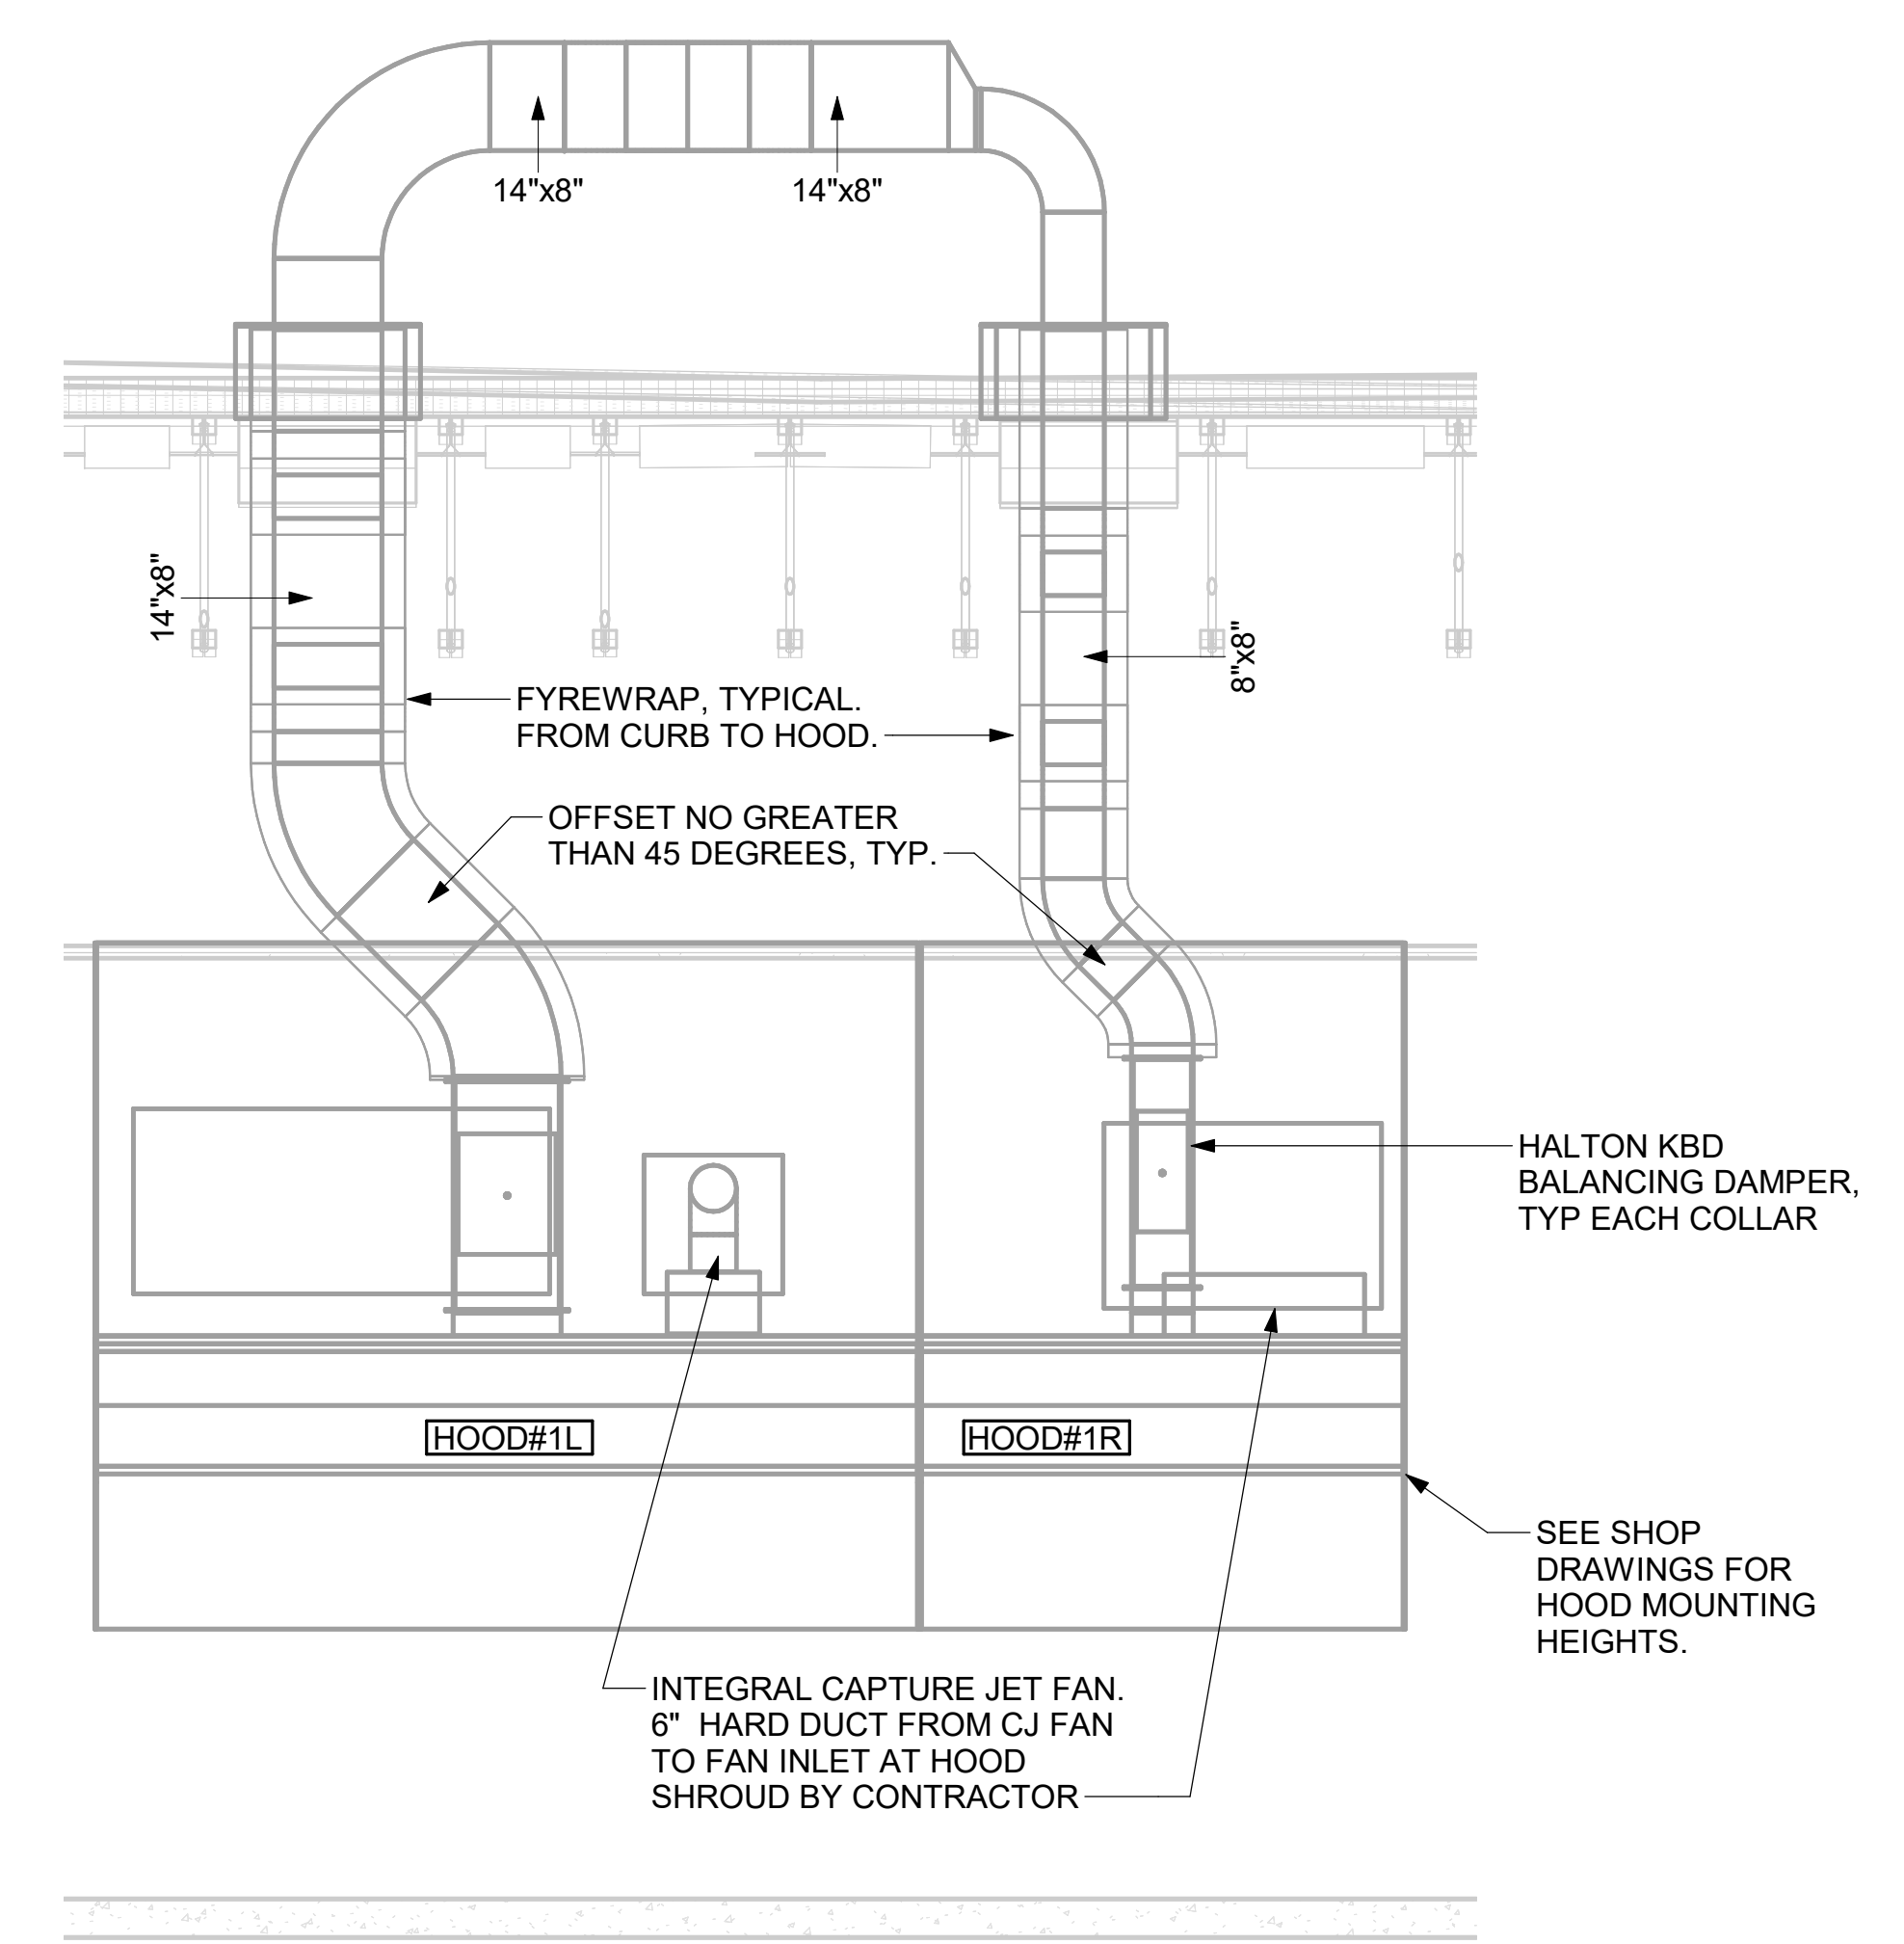 14"x8"
14"x8"
14"x8"
8"x8"
FYREWRAP, TYPICAL.
FROM CURB TO HOOD.
OFFSET NO GREATER
THAN 45 DEGREES, TYP.
HALTON KBD
BALANCING DAMPER,
TYP EACH COLLAR
HOOD#1L
HOOD#1R
SEE SHOP
DRAWINGS FOR
HOOD MOUNTING
HEIGHTS.
INTEGRAL CAPTURE JET FAN.
6" HARD DUCT FROM CJ FAN
TO FAN INLET AT HOOD
SHROUD BY CONTRACTOR